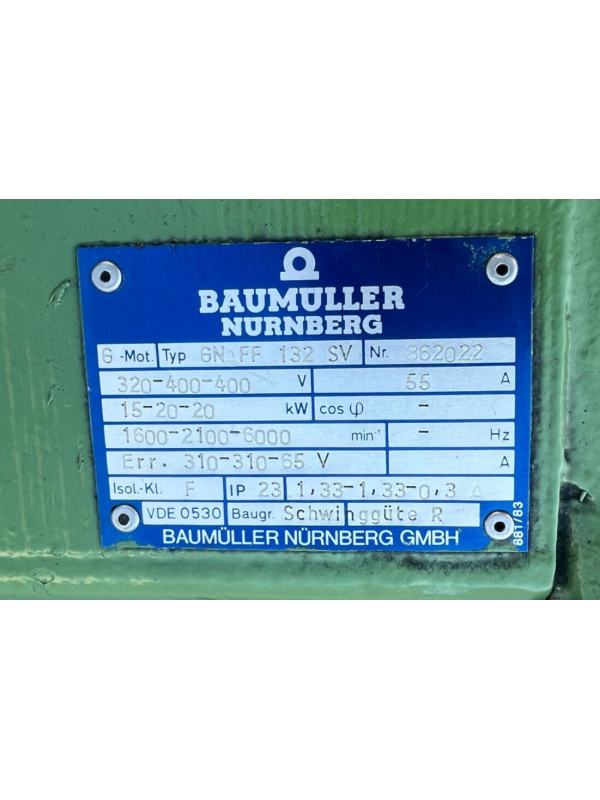 BAUMÜLLER
NÜRNBERG
G -Mot. Typ GN FF 132 SV Nr. 862022
320-400-400 V 55 A
15-20-20 kW cos φ -
1600-2100-6000 min⁻¹ - Hz
Err. 310-310-65 V A
Isol.-Kl. F IP 23 1,33-1,33-0,3 A
VDE 0530 Baugr. Schwinggüte R
BAUMÜLLER NÜRNBERG GMBH
881/83